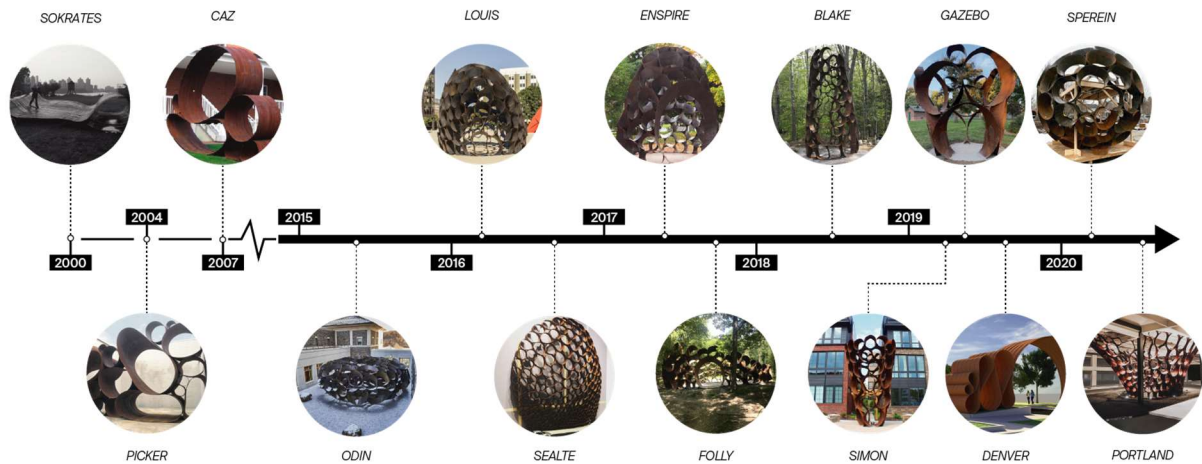 SOKRATES
CAZ
LOUIS
ENSPIRE
BLAKE
GAZEBO
SPEREIN
2004
2015
2017
2019
2000
2007
2016
2018
2020
PICKER
ODIN
SEALTE
FOLLY
SIMON
DENVER
PORTLAND